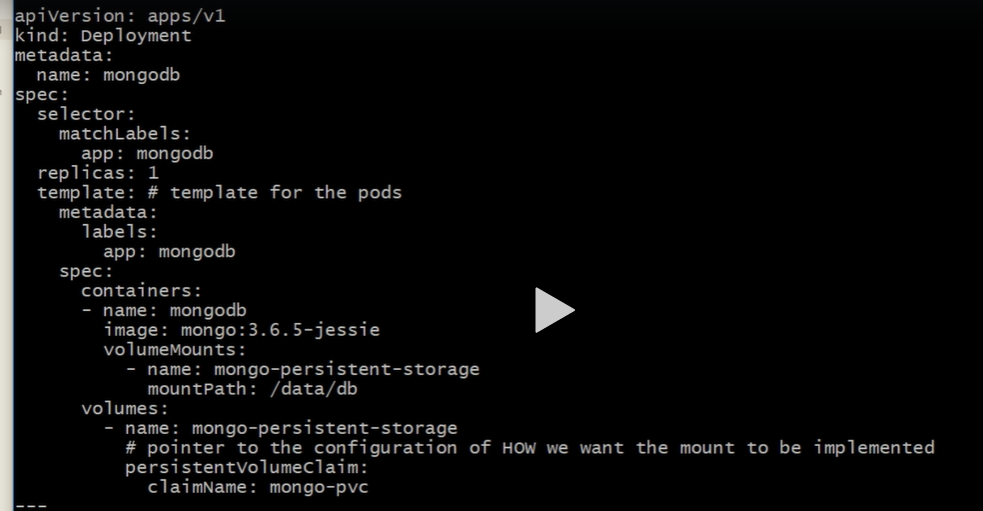 apiVersion: apps/v1
kind: Deployment
metadata:
  name: mongodb
spec:
  selector:
    matchLabels:
      app: mongodb
  replicas: 1
  template: # template for the pods
    metadata:
      labels:
        app: mongodb
    spec:
      containers:
      - name: mongodb
        image: mongo:3.6.5-jessie
        volumeMounts:
          - name: mongo-persistent-storage
            mountPath: /data/db
      volumes:
        - name: mongo-persistent-storage
          # pointer to the configuration of HOW we want the mount to be implemented
          persistentVolumeClaim:
            claimName: mongo-pvc
---